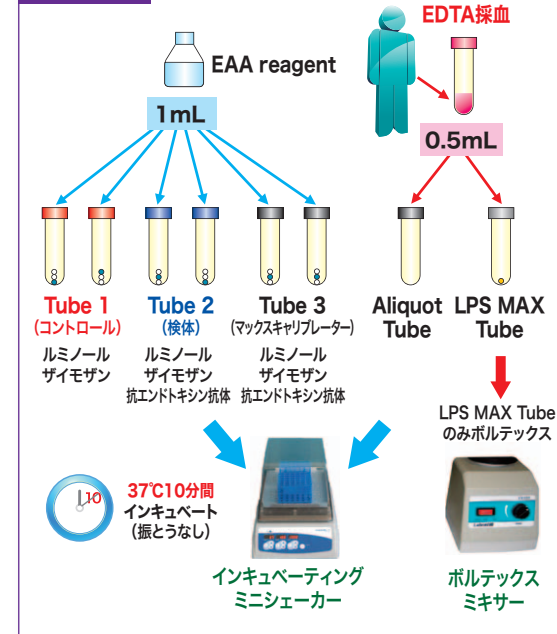 EDTA採血
EAA reagent
1mL
0.5mL
Tube 1
(コントロール)
ルミノール
ザイモザン
Tube 2
(検体)
ルミノール
ザイモザン
抗エンドトキシン抗体
Tube 3
(マックスキャリブレーター)
ルミノール
ザイモザン
抗エンドトキシン抗体
Aliquot
Tube
LPS MAX
Tube
LPS MAX Tube
のみボルテックス
10
37℃10分間
インキュベート
(振とうなし)
インキュベーティング
ミニシェーカー
ボルテックス
ミキサー